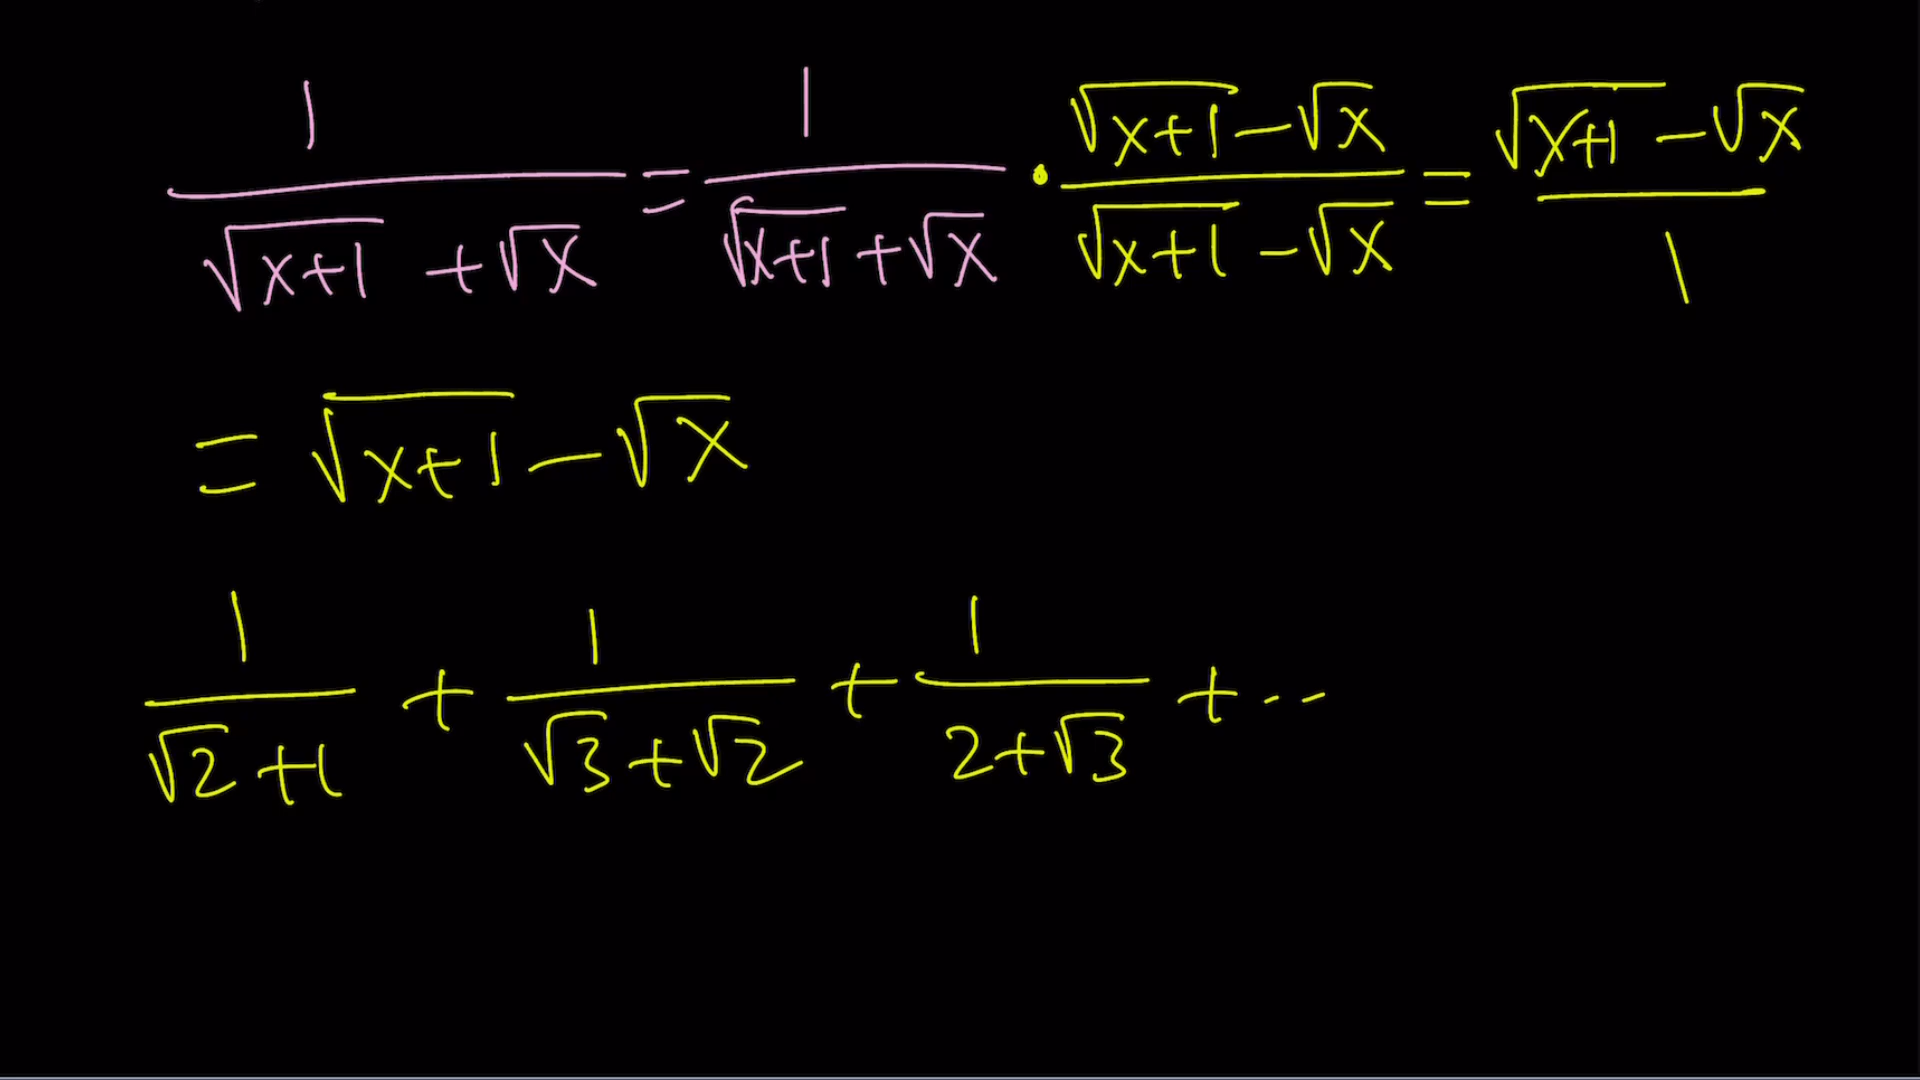 1/(√(x+1) + √x) = 1/(√(x+1) + √x) · (√(x+1) - √x)/(√(x+1) - √x) = (√(x+1) - √x)/1
= √(x+1) - √x
1/(√2 + 1) + 1/(√3 + √2) + 1/(2 + √3) + ··